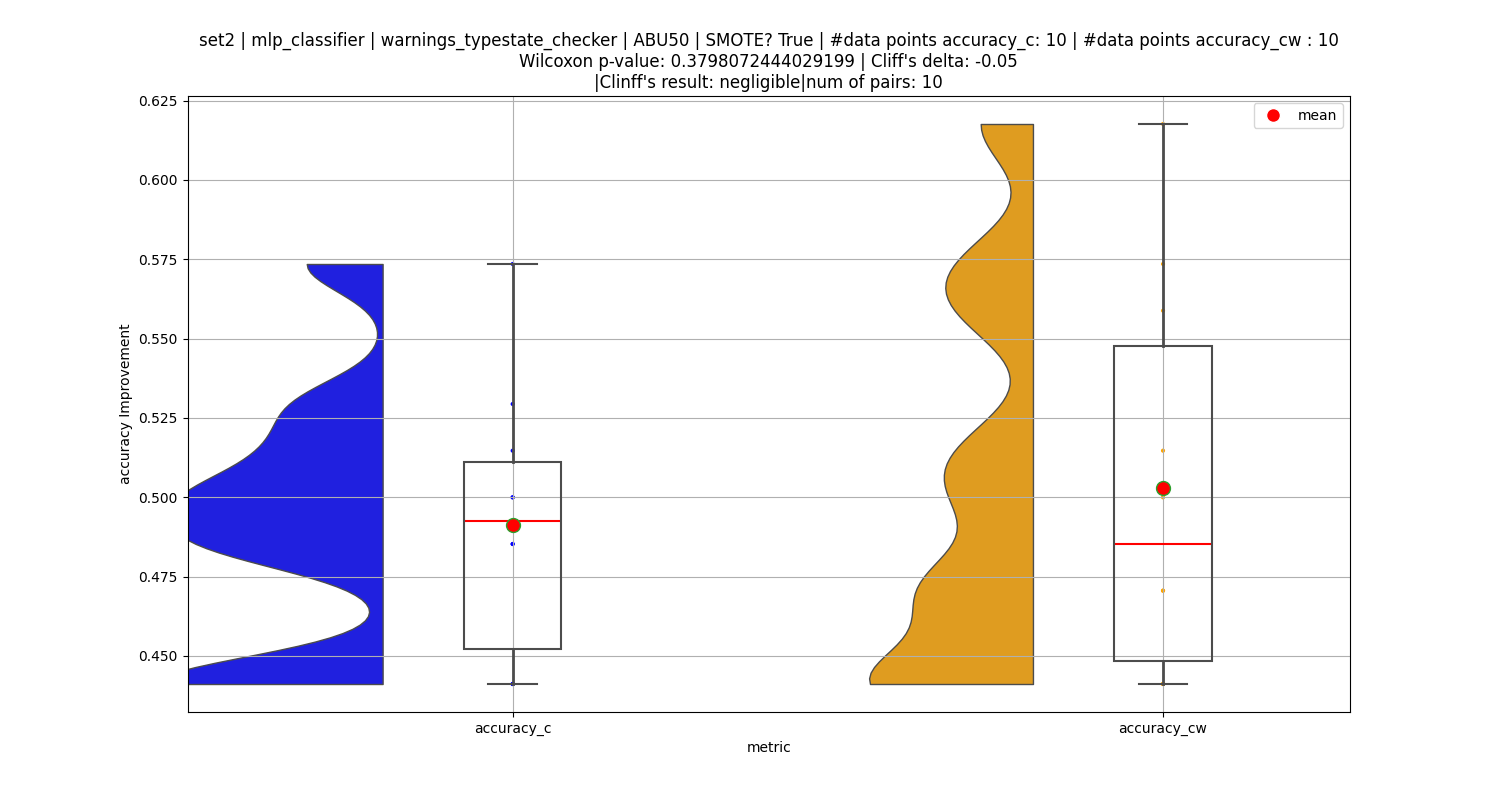 set2 | mlp_classifier | warnings_typestate_checker | ABU50 | SMOTE? True | #data points accuracy_c: 10 | #data points accuracy_cw : 10
Wilcoxon p-value: 0.3798072444029199 | Cliff's delta: -0.05
|Clinff's result: negligible|num of pairs: 10
mean
0.625
0.600
0.575
0.550
0.525
0.500
0.475
0.450
accuracy Improvement
accuracy_c
accuracy_cw
metric